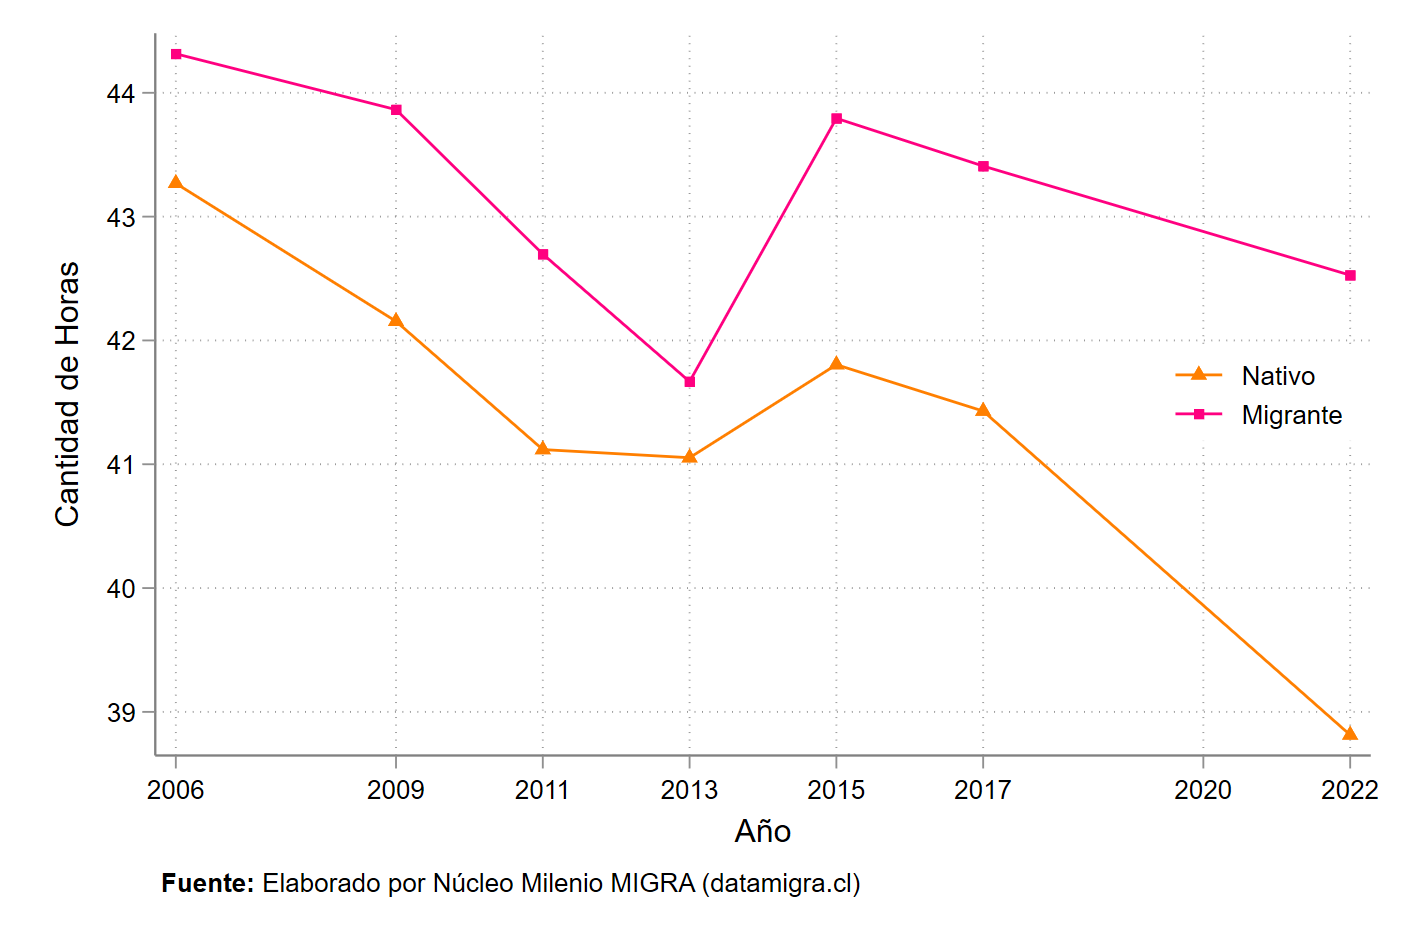 44
43
42
41
40
39
Cantidad de Horas
Nativo
Migrante
2006 2009 2011 2013 2015 2017 2020 2022
Año
Fuente: Elaborado por Núcleo Milenio MIGRA (datamigra.cl)